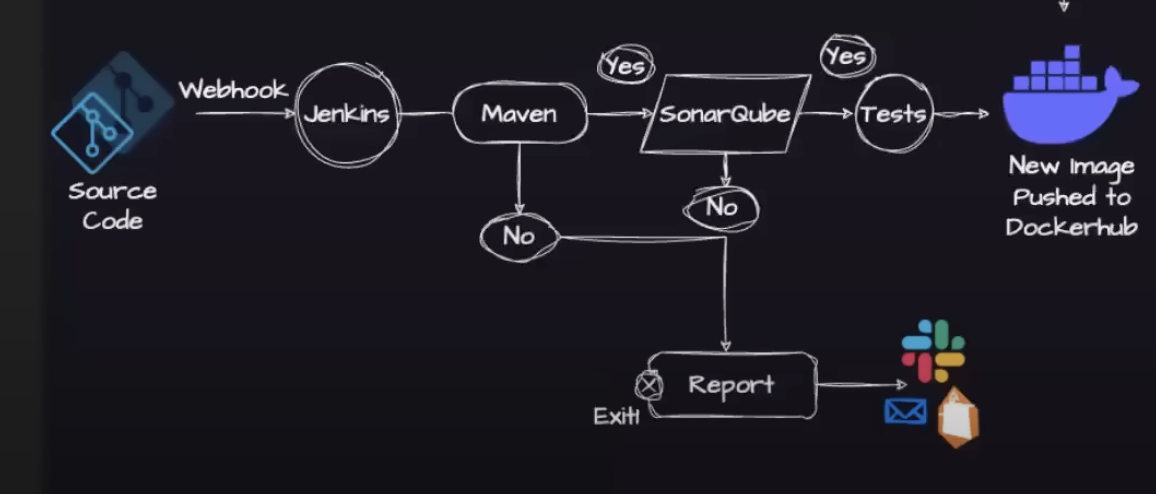 Yes
Yes
Webhook
Jenkins
Maven
SonarQube
Tests
Source
Code
New Image
Pushed to
Dockerhub
No
No
Report
Exit!